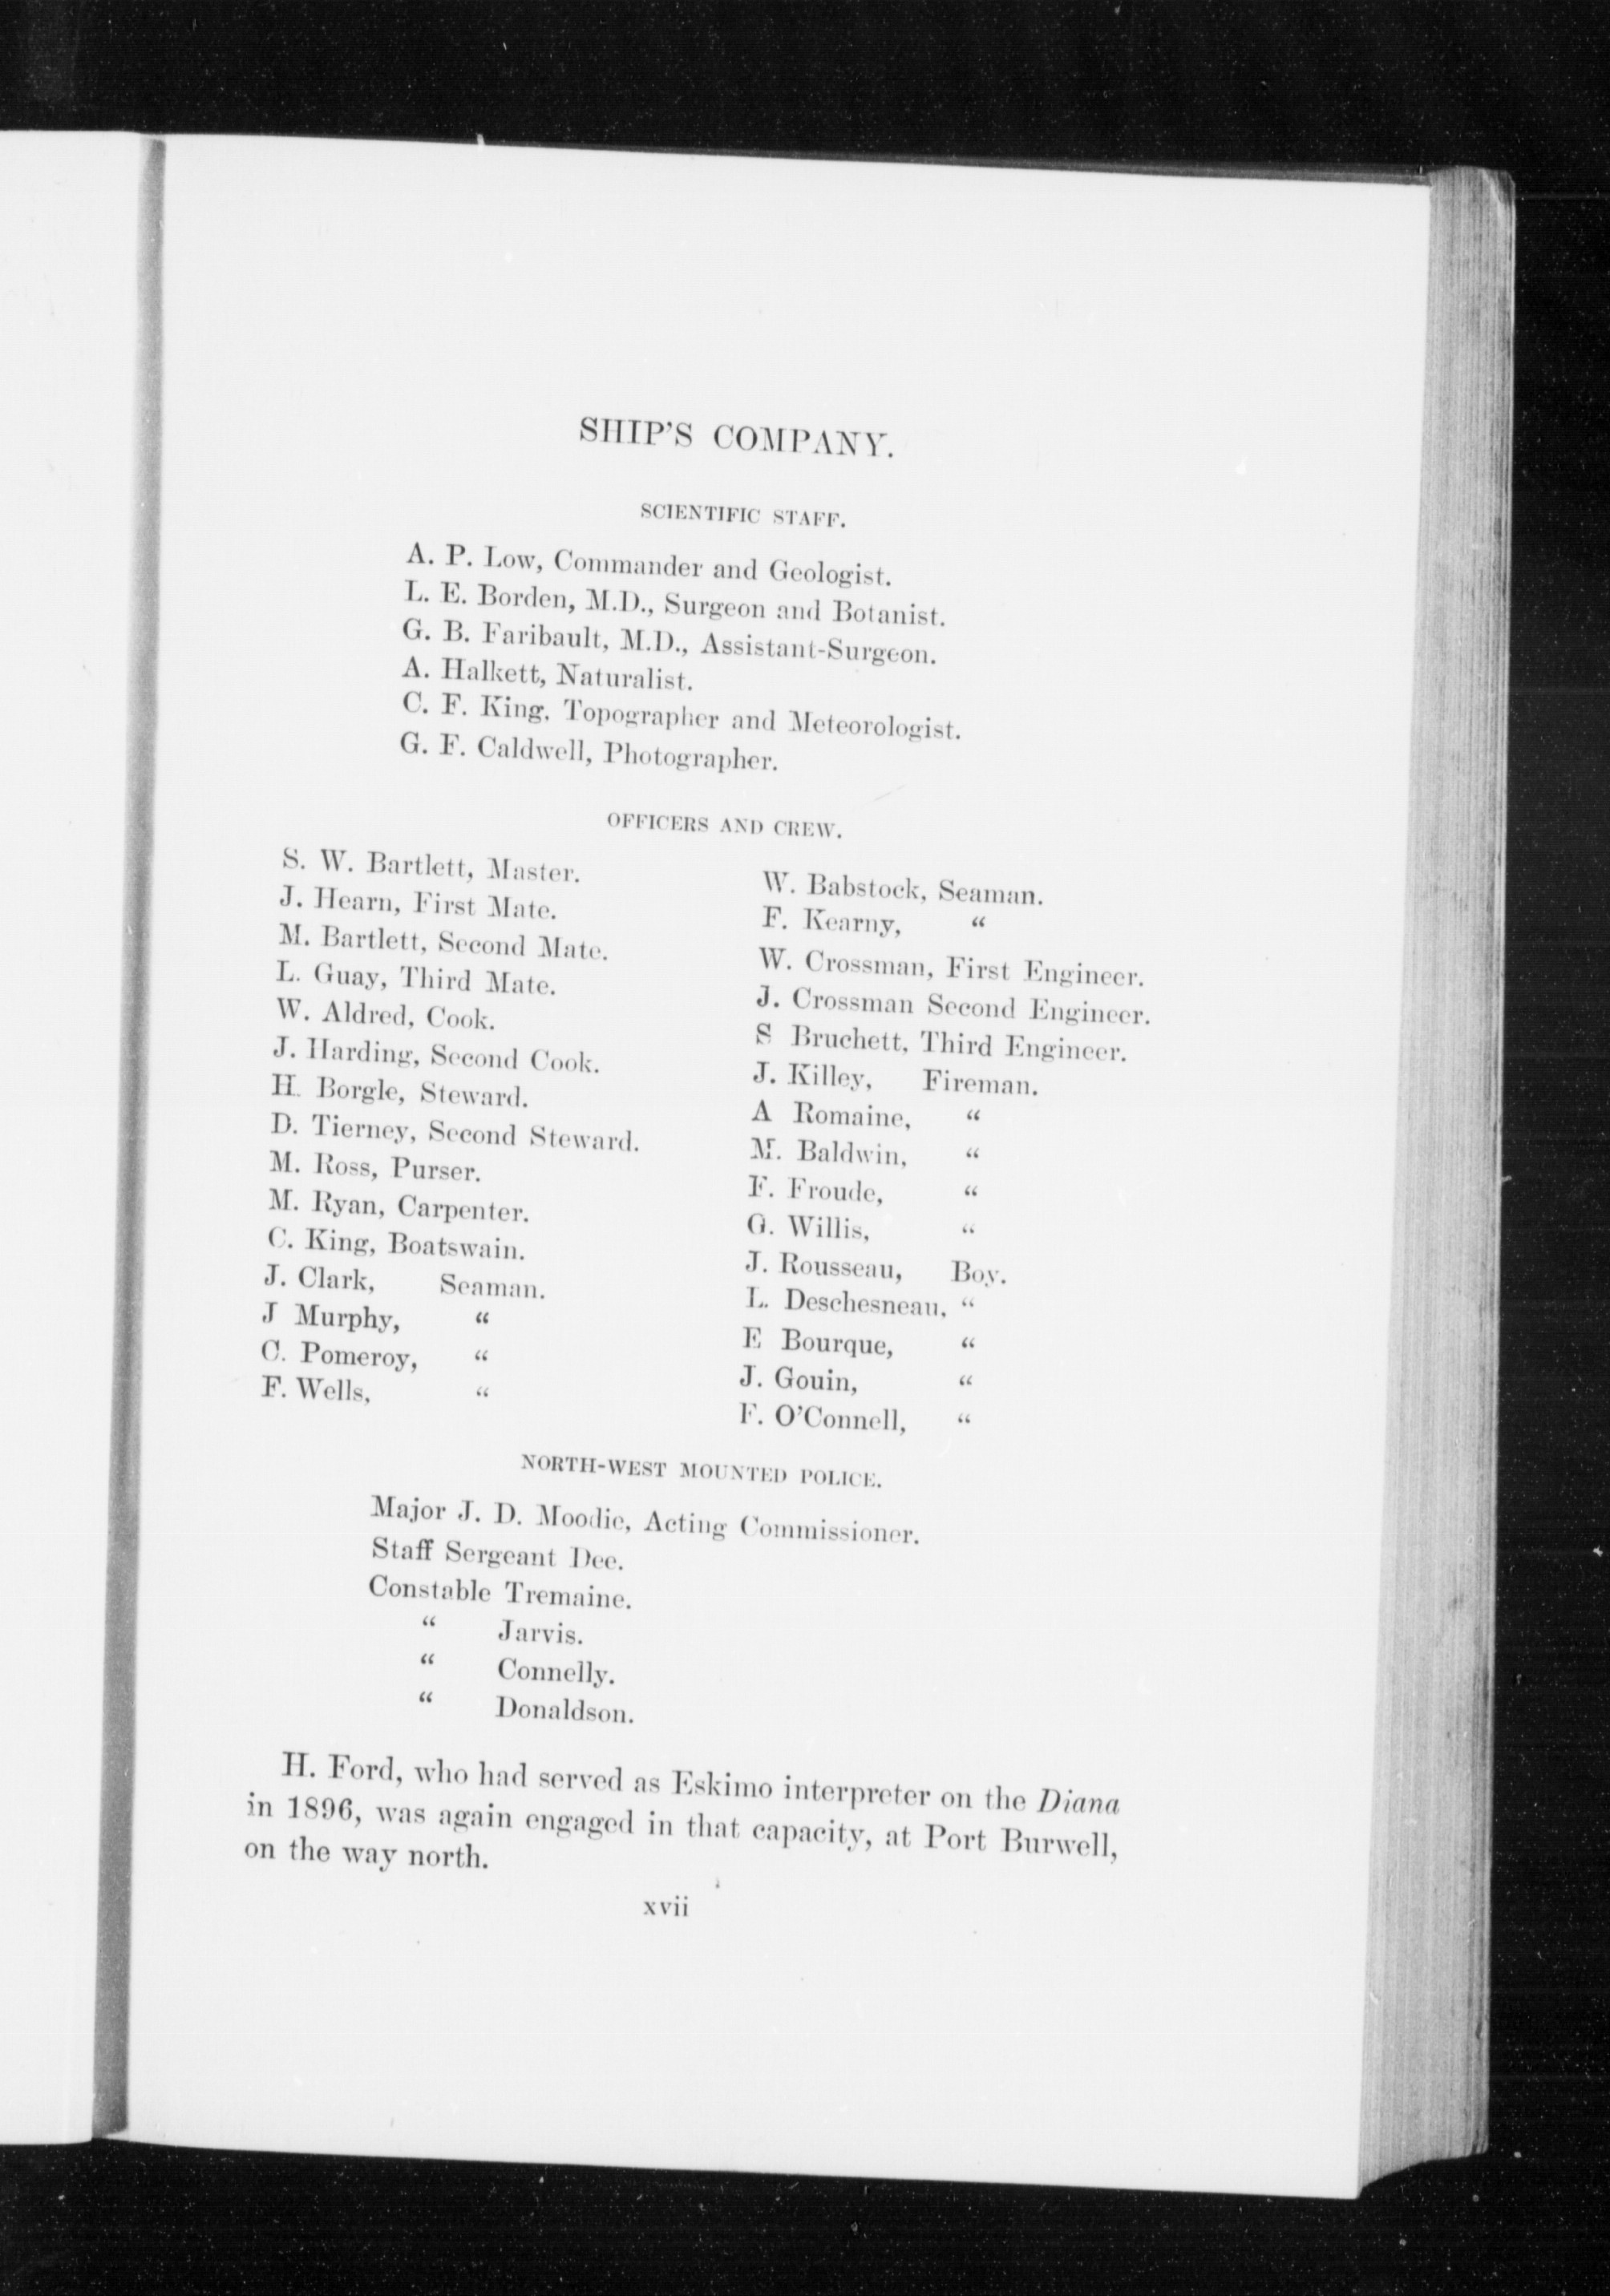 SHIP'S COMPANY.
SCIENTIFIC STAFF.
A. P. Low, Commander and Geologist.
L. E. Borden, M.D., Surgeon and Botanist.
G. B. Faribault, M.D., Assistant-Surgeon.
A. Halkett, Naturalist.
C. F. King, Topographer and Meteorologist.
G. F. Caldwell, Photographer.
OFFICERS AND CREW.
S. W. Bartlett, Master.
J. Hearn, First Mate.
M. Bartlett, Second Mate.
L. Guay, Third Mate.
W. Aldred, Cook.
J. Harding, Second Cook.
H. Borgle, Steward.
D. Tierney, Second Steward.
M. Ross, Purser.
M. Ryan, Carpenter.
C. King, Boatswain.
J. Clark, Seaman.
J Murphy, "
C. Pomeroy, "
F. Wells, "
W. Babstock, Seaman.
F. Kearny, "
W. Crossman, First Engineer.
J. Crossman Second Engineer.
S Bruchett, Third Engineer.
J. Killey, Fireman.
A Romaine, "
M. Baldwin, "
F. Froude, "
G. Willis, "
J. Rousseau, Boy.
L. Deschesneau, "
E Bourque, "
J. Gouin, "
F. O'Connell, "
NORTH-WEST MOUNTED POLICE.
Major J. D. Moodie, Acting Commissioner.
Staff Sergeant Dee.
Constable Tremaine.
" Jarvis.
" Connelly.
" Donaldson.
H. Ford, who had served as Eskimo interpreter on the Diana
in 1896, was again engaged in that capacity, at Port Burwell,
on the way north.
xvii